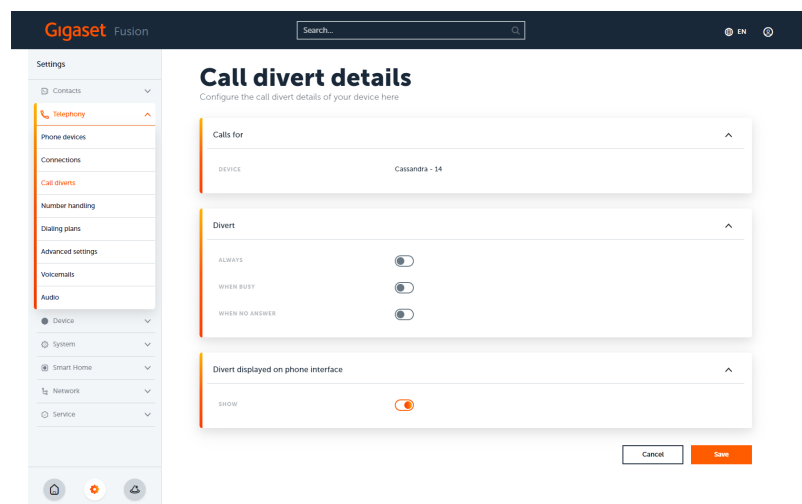 Gigaset Fusion
Search...
EN
Settings
Contacts
Telephony
Phone devices
Connections
Call diverts
Number handling
Dialing plans
Advanced settings
Voicemails
Audio
Device
System
Smart Home
Network
Service
Call divert details
Configure the call divert details of your device here
Calls for
DEVICE Cassandra - 14
Divert
ALWAYS
WHEN BUSY
WHEN NO ANSWER
Divert displayed on phone interface
SHOW
Cancel Save